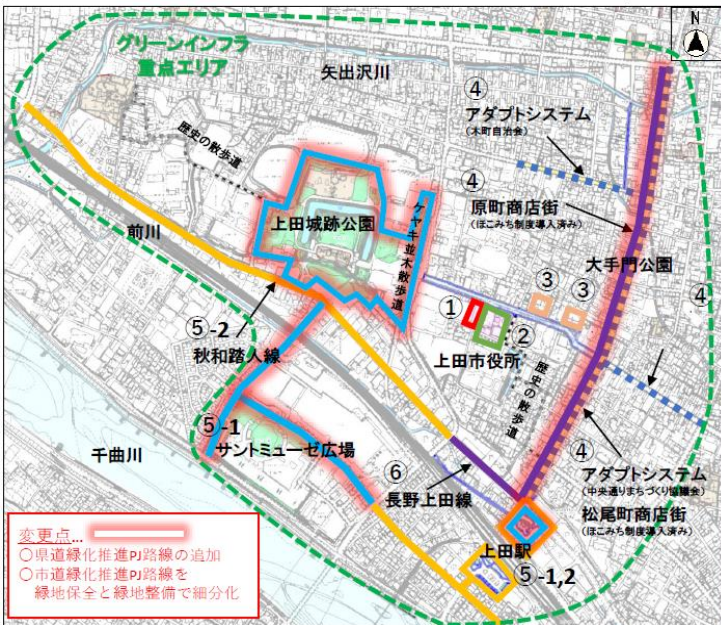 グリーンインフラ
重点エリア
矢出沢川
N
④
アダプトシステム
(木町自治会)
歴史の散歩道
④
原町商店街
(ほこみち制度導入済み)
上田城跡公園
ケヤキ並木散歩道
前川
大手門公園
③
③
④
①
②
⑤-2
秋和踏入線
上田市役所
歴史の散歩道
⑤-1
サントミューゼ広場
千曲川
⑥
長野上田線
④
アダプトシステム
(中央通りまちづくり協議会)
松尾町商店街
(ほこみち制度導入済み)
上田駅
⑤-1,2
変更点...
○県道緑化推進PJ路線の追加
○市道緑化推進PJ路線を
緑地保全と緑地整備で細分化